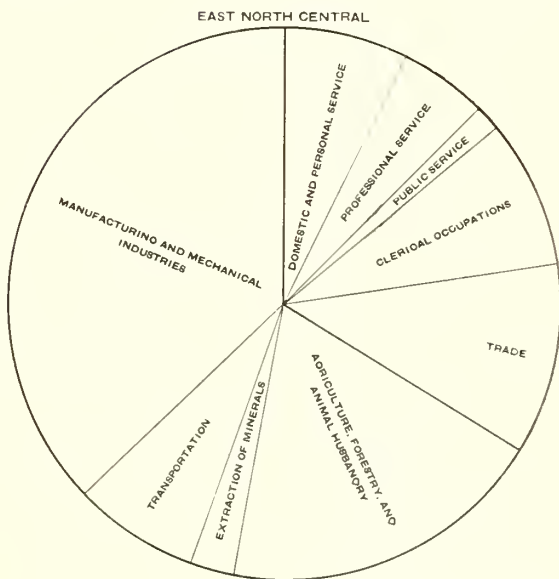 EAST NORTH CENTRAL
DOMESTIC AND PERSONAL SERVICE
PROFESSIONAL SERVICE
PUBLIC SERVICE
CLERICAL OCCUPATIONS
TRADE
AGRICULTURE, FORESTRY, AND
ANIMAL HUSBANDRY
EXTRACTION OF MINERALS
TRANSPORTATION
MANUFACTURING AND MECHANICAL
INDUSTRIES